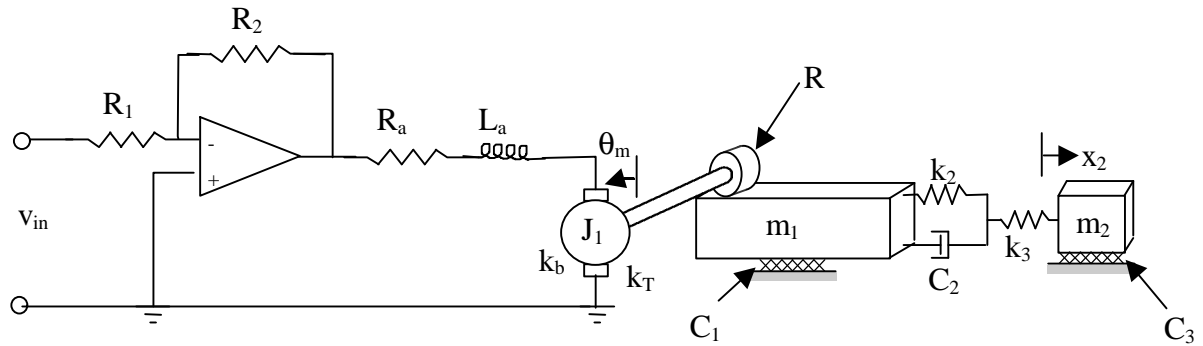 R2
R1
Ra
La
θm
R
x2
k2
-
+
vin
J1
m1
m2
k3
kb
kT
C2
C1
C3